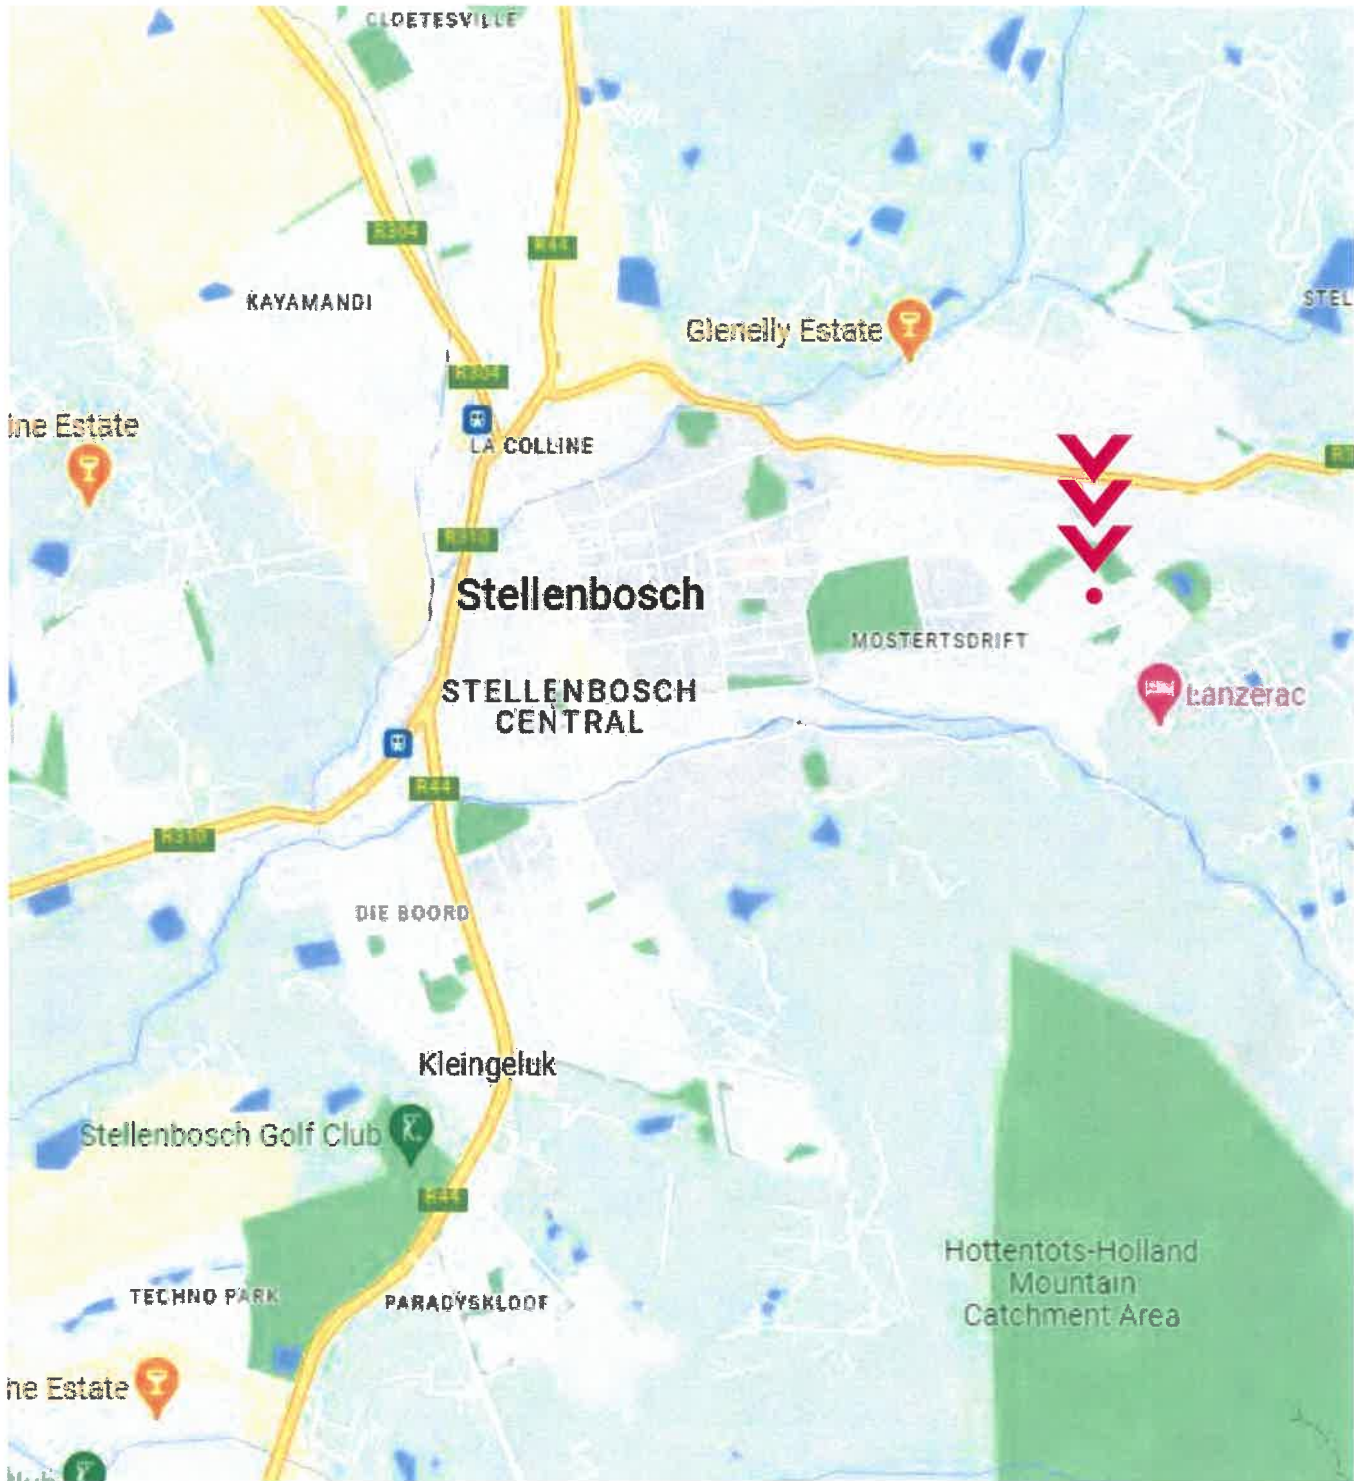 CLOETESVILLE
R304
R44
KAYAMANDI
STEL
Glenelly Estate
R304
ine Estate
LA COLLINE
R3
R310
Stellenbosch
MOSTERTSDRIFT
STELLENBOSCH
CENTRAL
Lanzerac
R44
R310
DIE BOORD
Kleingeluk
Stellenbosch Golf Club
R44
Hottentots-Holland
Mountain
Catchment Area
TECHNO PARK
PARADYSKLOOF
ne Estate